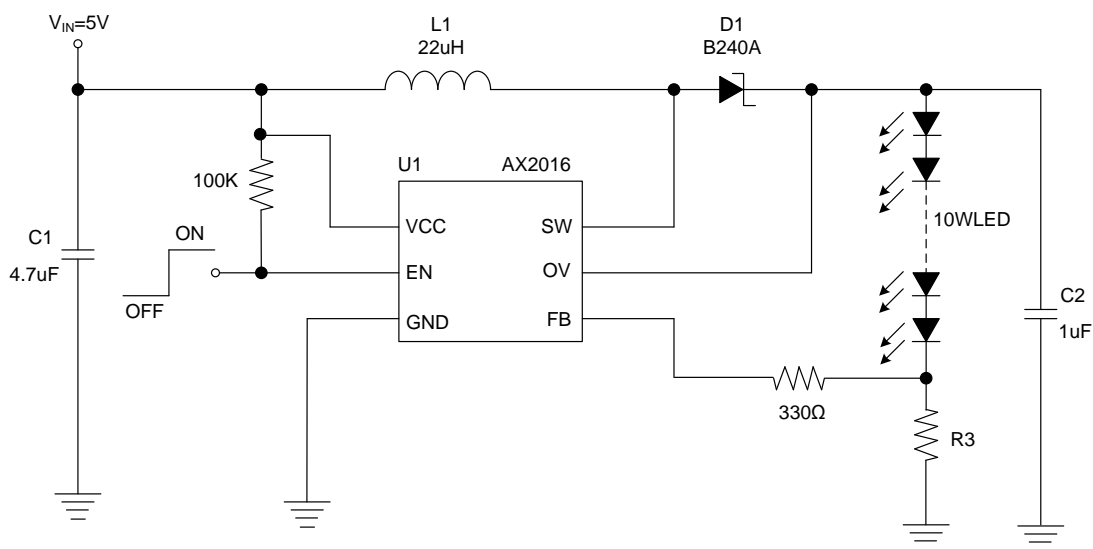 V_IN=5V
L1
22uH
D1
B240A
U1
AX2016
100K
VCC
SW
10WLED
ON
C1
4.7uF
EN
OV
OFF
GND
FB
C2
1uF
330Ω
R3